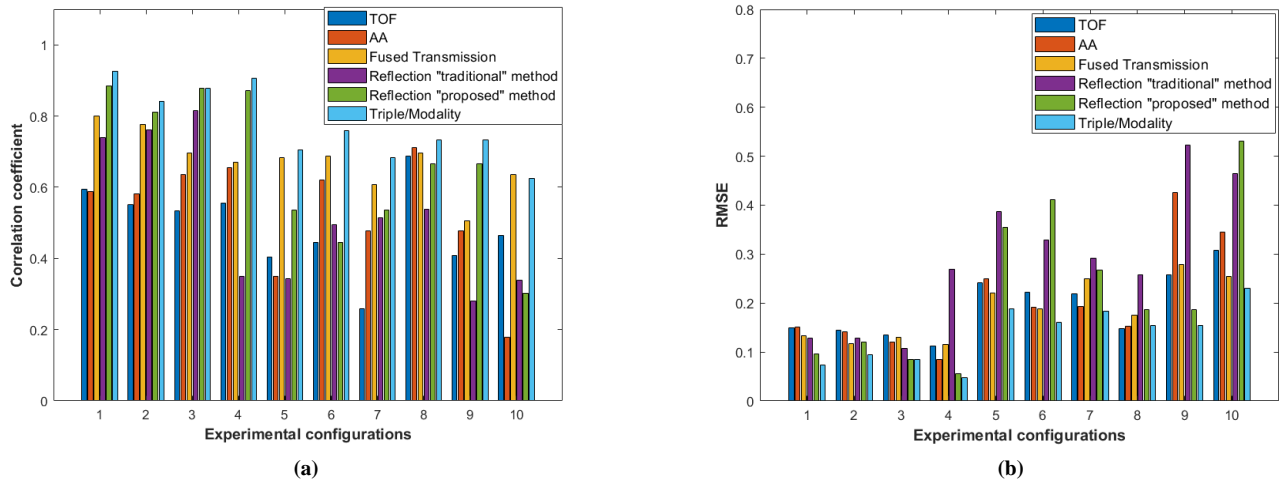 TOF
AA
Fused Transmission
Reflection "traditional" method
Reflection "proposed" method
Triple/Modality
Correlation coefficient
1
0.8
0.6
0.4
0.2
0
1 2 3 4 5 6 7 8 9 10
Experimental configurations
(a)
TOF
AA
Fused Transmission
Reflection "traditional" method
Reflection "proposed" method
Triple/Modality
RMSE
0.8
0.7
0.6
0.5
0.4
0.3
0.2
0.1
0
1 2 3 4 5 6 7 8 9 10
Experimental configurations
(b)